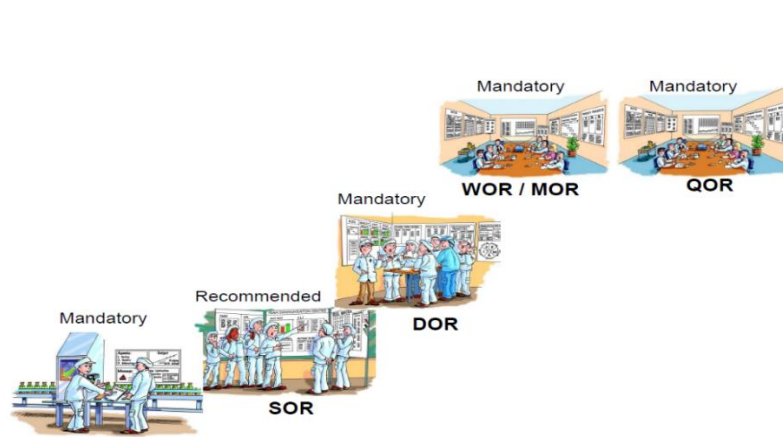 Mandatory
Mandatory
WOR / MOR
QOR
Mandatory
DOR
Recommended
SOR
Mandatory